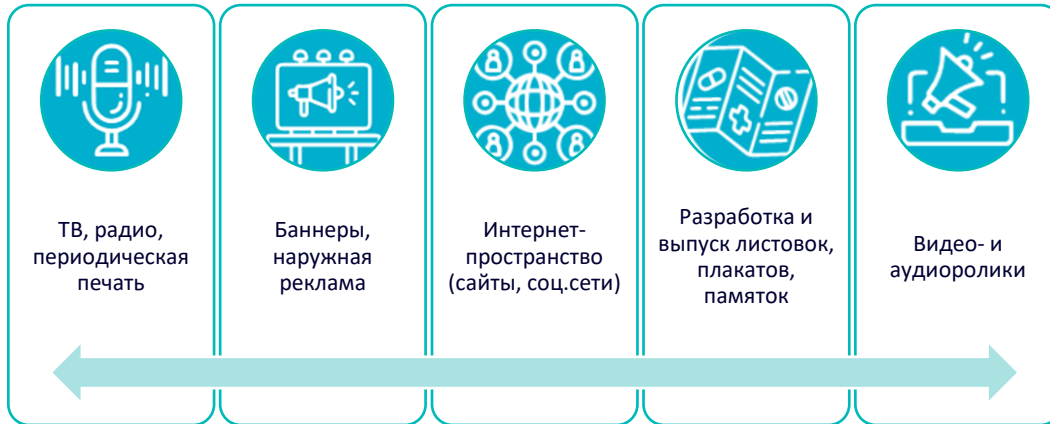 ТВ, радио,
периодическая
печать
Баннеры,
наружная
реклама
Интернет-
пространство
(сайты, соц.сети)
Разработка и
выпуск листовок,
плакатов,
памяток
Видео- и
аудиоролики